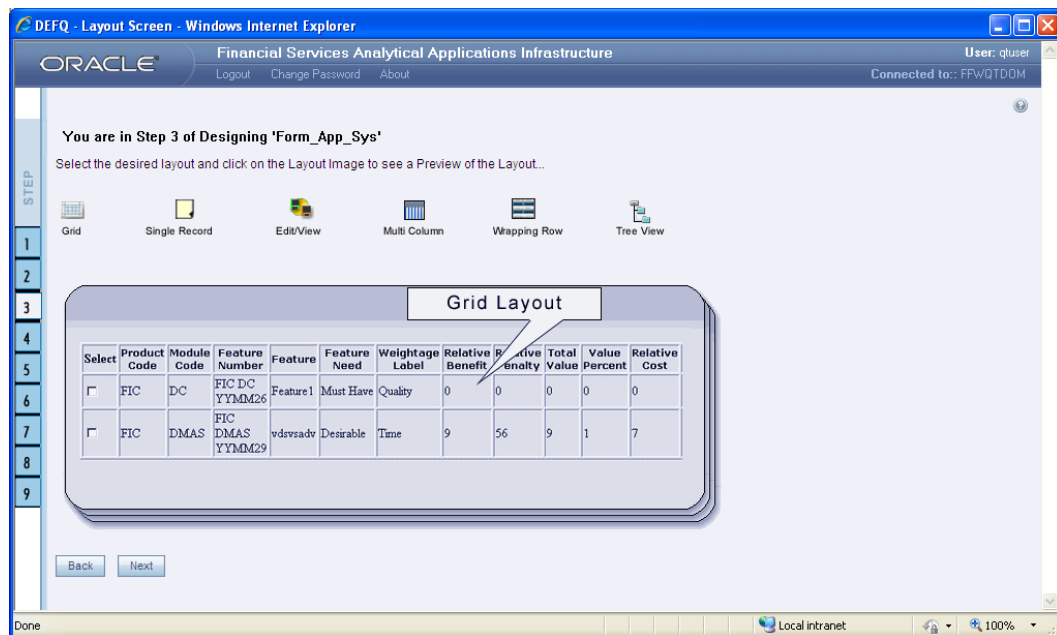 DEFQ - Layout Screen - Windows Internet Explorer
ORACLE
Financial Services Analytical Applications Infrastructure
User: qtuser
Logout Change Password About
Connected to:: FFWQTDOM
You are in Step 3 of Designing 'Form_App_Sys'
Select the desired layout and click on the Layout Image to see a Preview of the Layout...
STEP
1
2
3
4
5
6
7
8
9
Grid Single Record Edit/View Multi Column Wrapping Row Tree View
Grid Layout
Select Product Code Module Code Feature Number Feature Feature Need Weightage Label Relative Benefit Penalty Total Value Value Percent Relative Cost
FIC DC FIC DC YYMM26 Feature1 Must Have Quality 0 0 0 0 0
FIC DMAS FIC DMAS YYMM29 vdsvsadv Desirable Time 9 56 9 1 7
Back Next
Done
Local intranet
100%